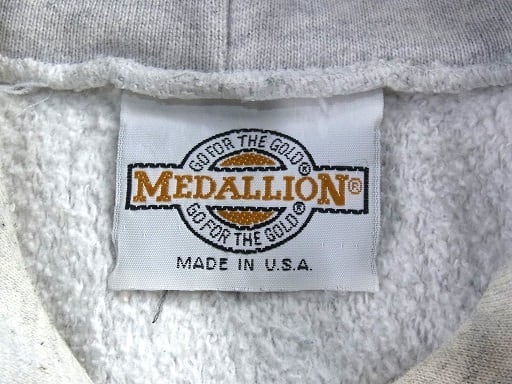 GO FOR THE GOLD®
MEDALLION®
GO FOR THE GOLD®
MADE IN U.S.A.